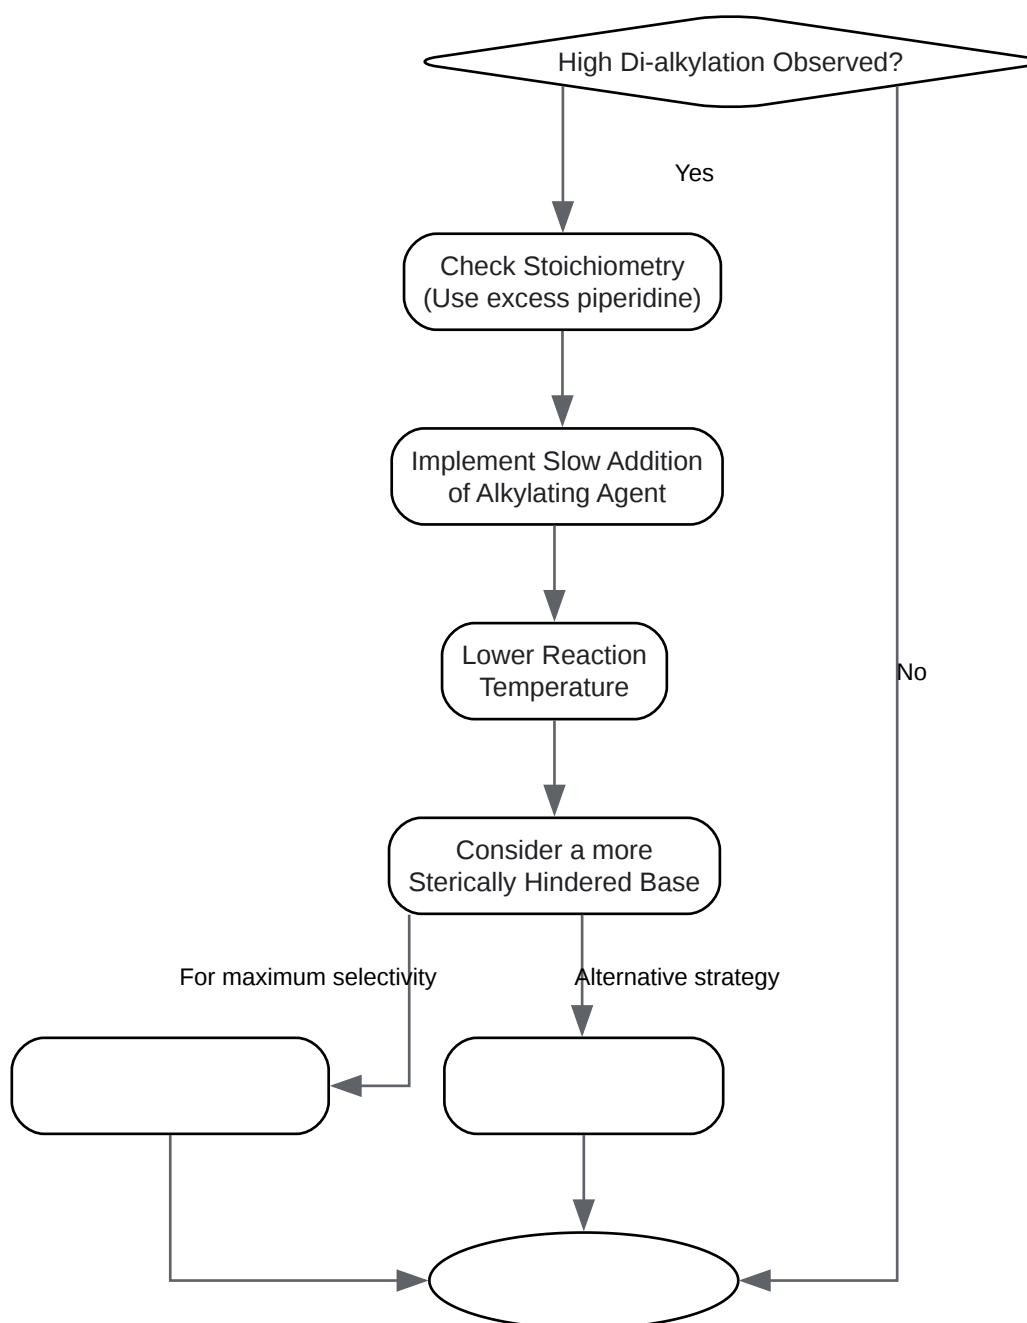 High Di-alkylation Observed?
Yes
Check Stoichiometry
(Use excess piperidine)
Implement Slow Addition
of Alkylating Agent
Lower Reaction
Temperature
No
Consider a more
Sterically Hindered Base
For maximum selectivity
Alternative strategy